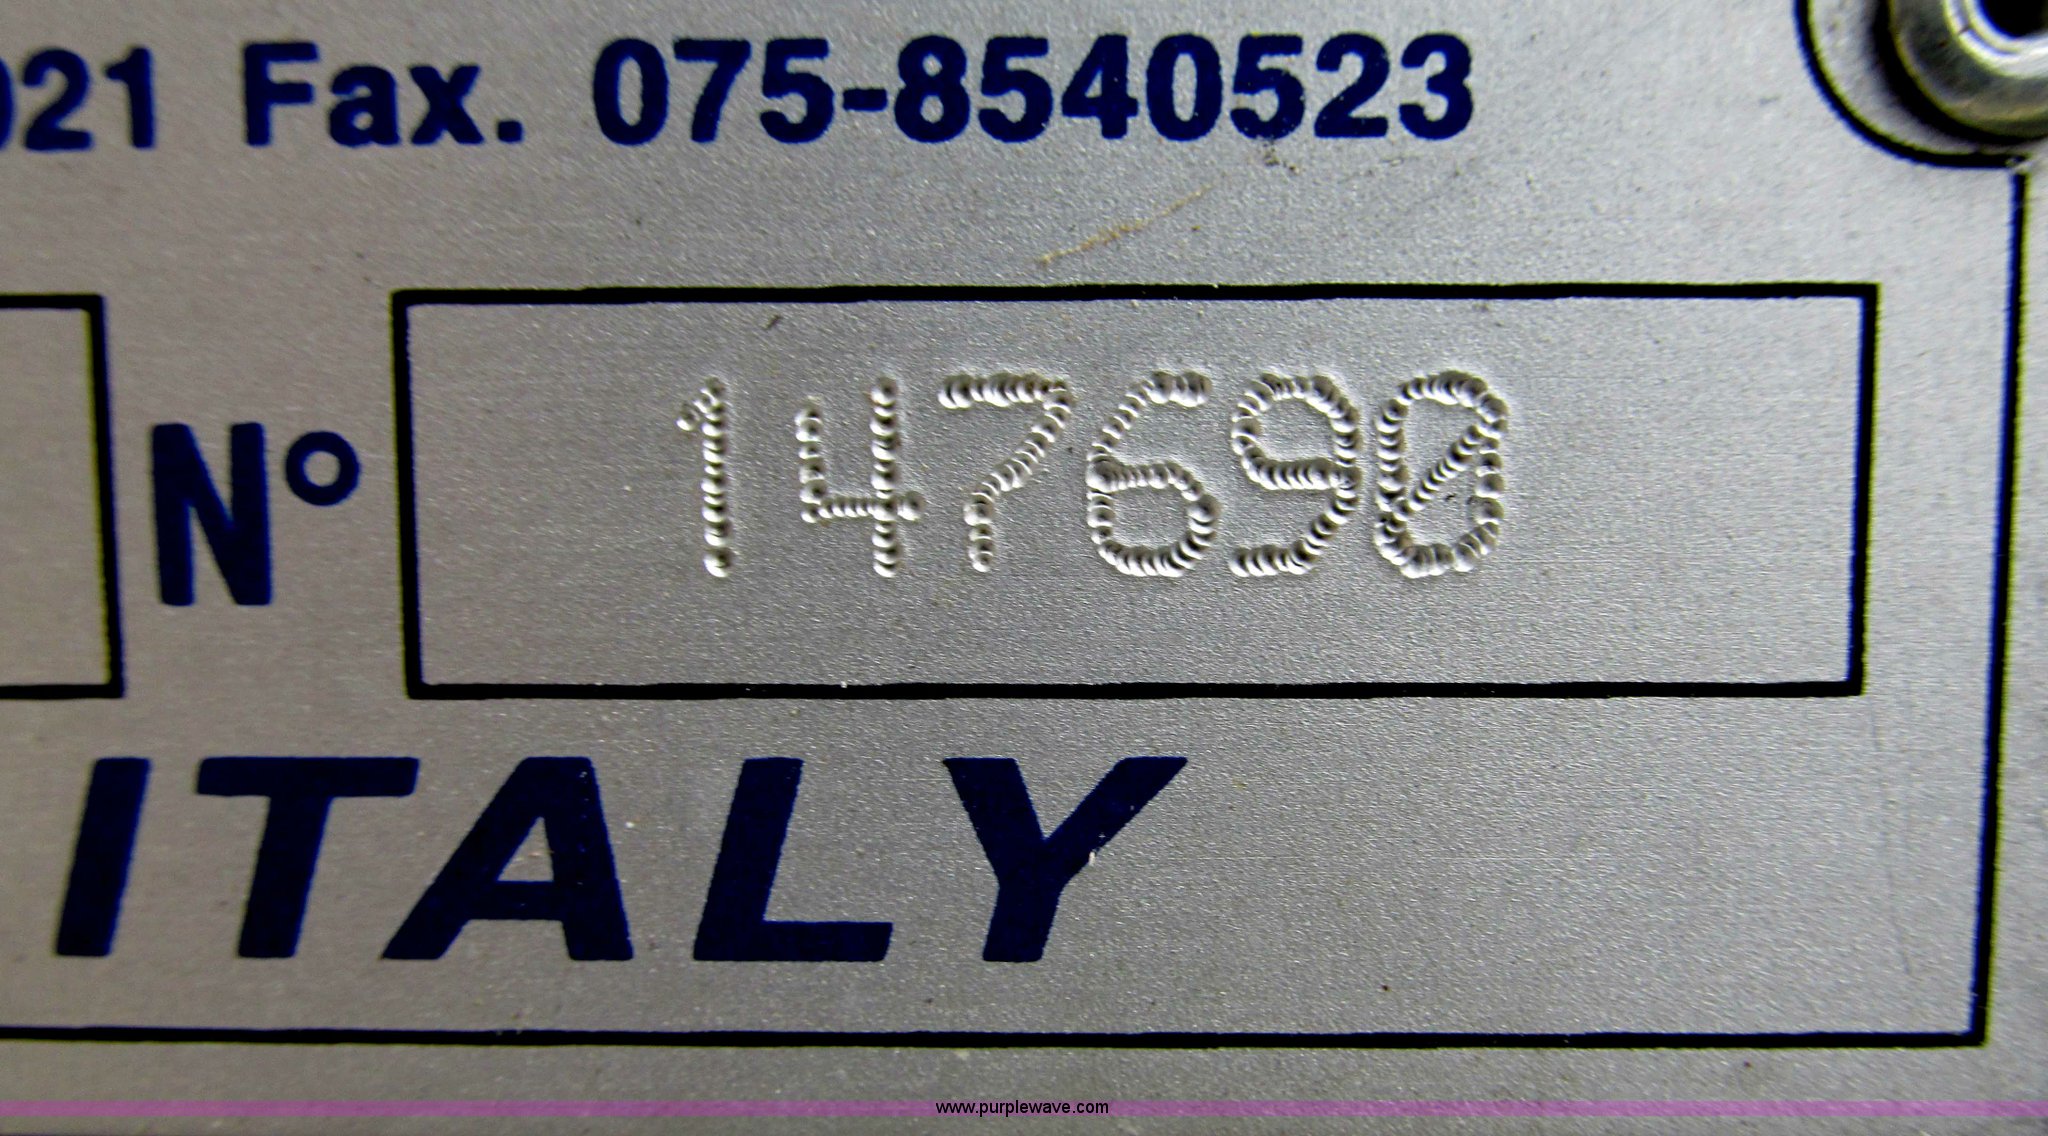 021 Fax. 075-8540523
N° 147690
ITALY
www.purplewave.com